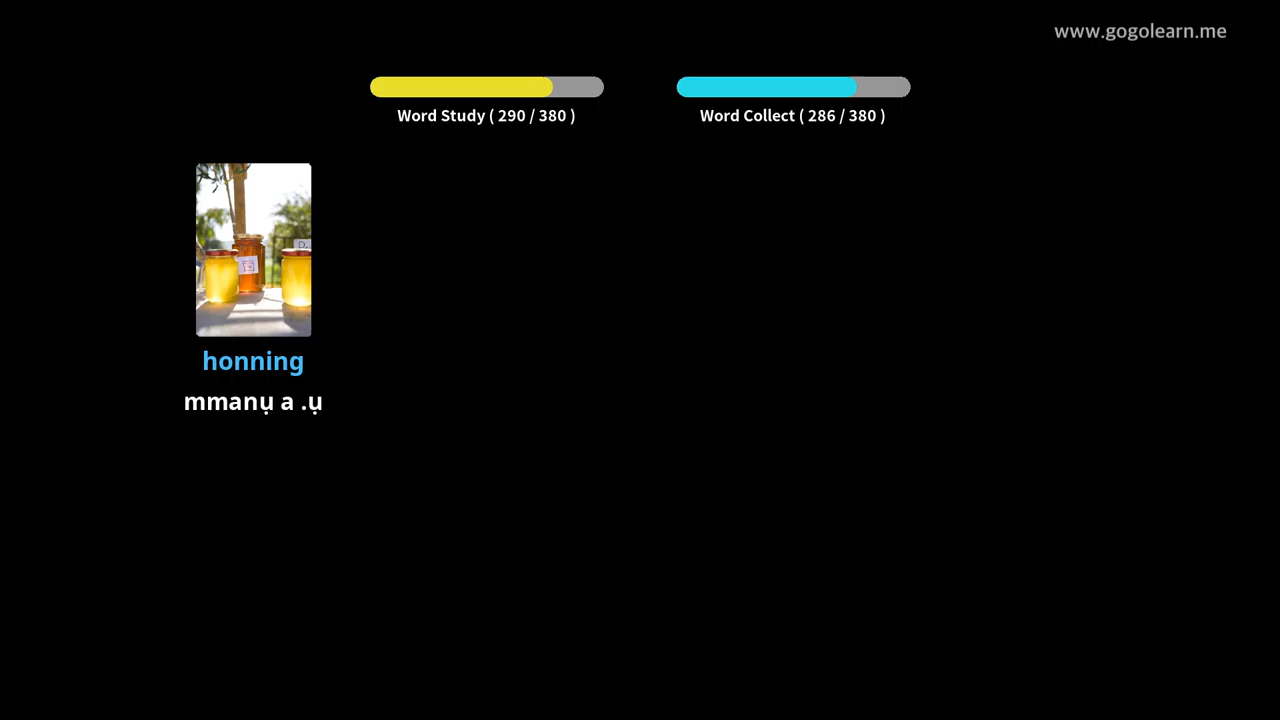 www.gogolearn.me
Word Study ( 290 / 380 )
Word Collect ( 286 / 380 )
honning
mmanụ a .ụ